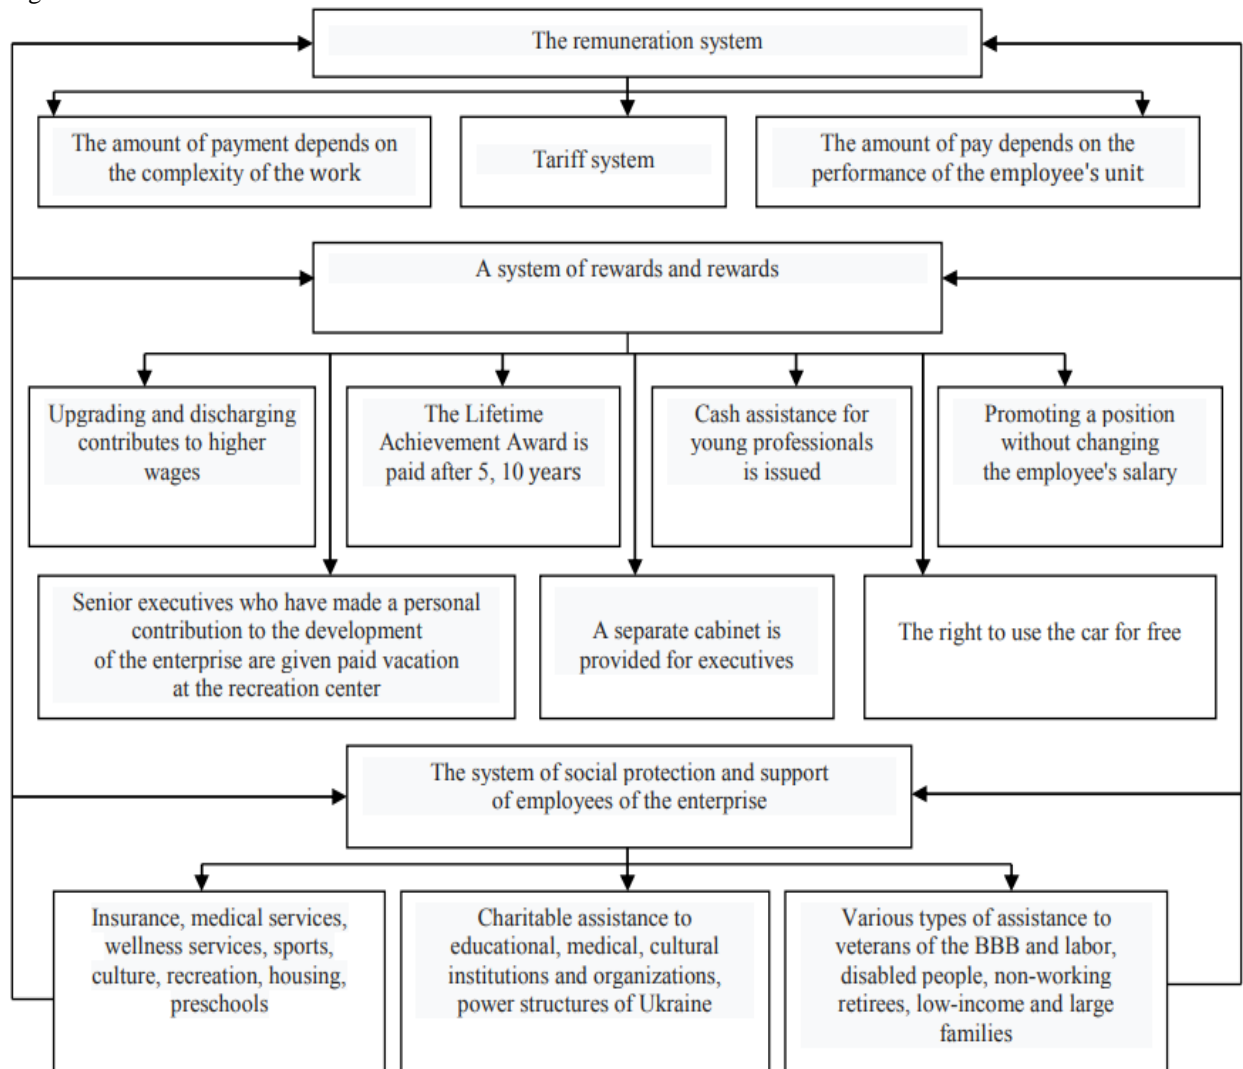 The remuneration system
The amount of payment depends on
the complexity of the work
Tariff system
The amount of pay depends on the
performance of the employee's unit
A system of rewards and rewards
Upgrading and discharging
contributes to higher
wages
The Lifetime
Achievement Award is
paid after 5, 10 years
Cash assistance for
young professionals
is issued
Promoting a position
without changing
the employee's salary
Senior executives who have made a personal
contribution to the development
of the enterprise are given paid vacation
at the recreation center
A separate cabinet is
provided for executives
The right to use the car for free
The system of social protection and support
of employees of the enterprise
Insurance, medical services,
wellness services, sports,
culture, recreation, housing,
preschools
Charitable assistance to
educational, medical, cultural
institutions and organizations,
power structures of Ukraine
Various types of assistance to
veterans of the BBB and labor,
disabled people, non-working
retirees, low-income and large
families